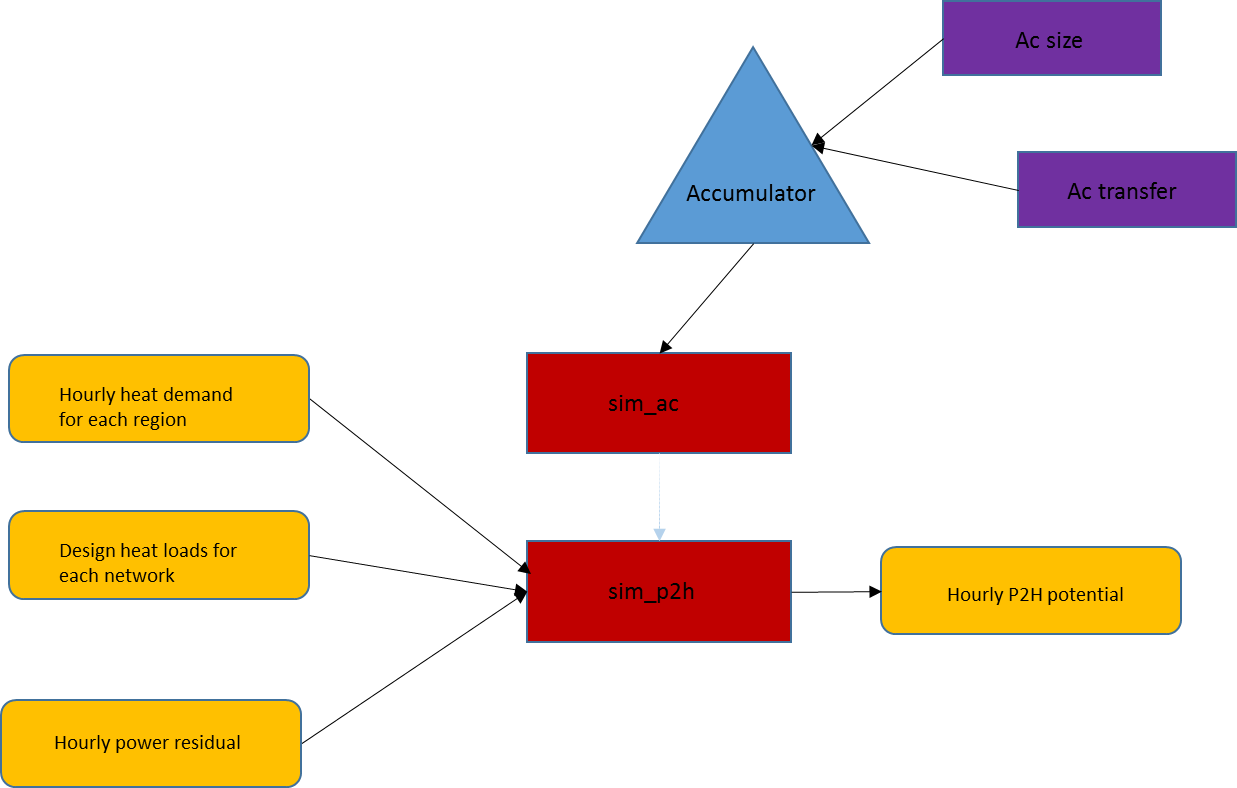 Ac size
Accumulator
Ac transfer
Hourly heat demand
for each region
sim_ac
Design heat loads for
each network
sim_p2h
Hourly P2H potential
Hourly power residual